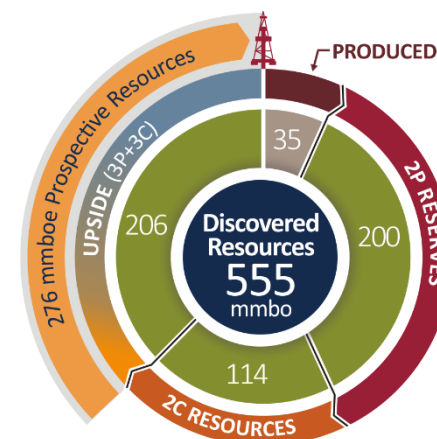 PRODUCED
35
2P RESERVES
200
2C RESOURCES
114
UPSIDE (3P+3C)
206
276 mmboe Prospective Resources
Discovered
Resources
555
mmbo